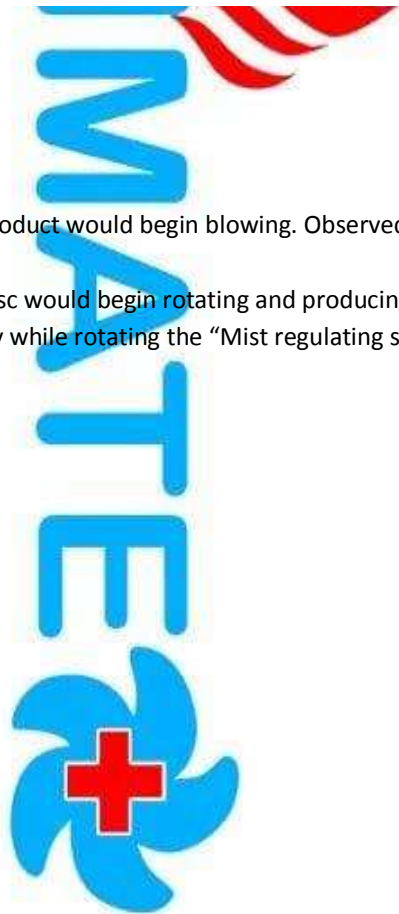 oduct would begin blowing. Observed
sc would begin rotating and producin
y while rotating the “Mist regulating s
MATE